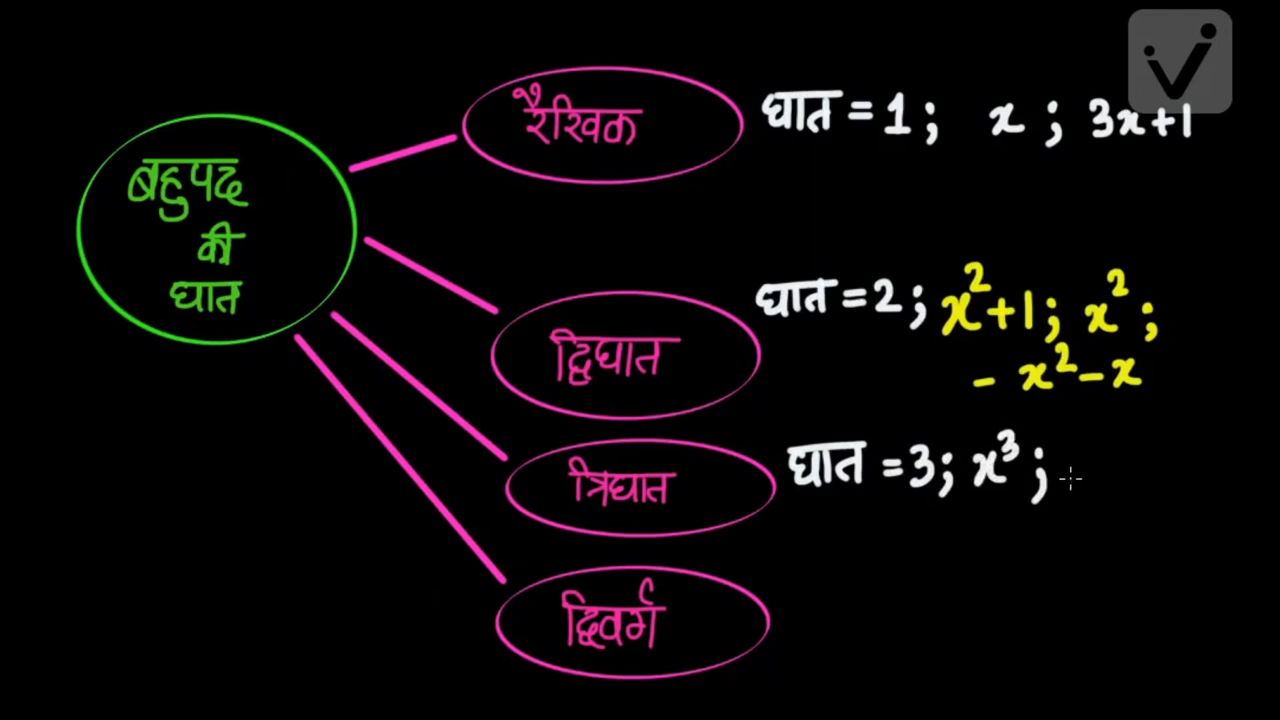 बहुपद
की
घात
रैखिक
घात = 1 ; x ; 3x+1
द्विघात
घात = 2 ; x²+1 ; x² ;
- x² - x
त्रिघात
घात = 3 ; x³ ;
द्विवर्ग